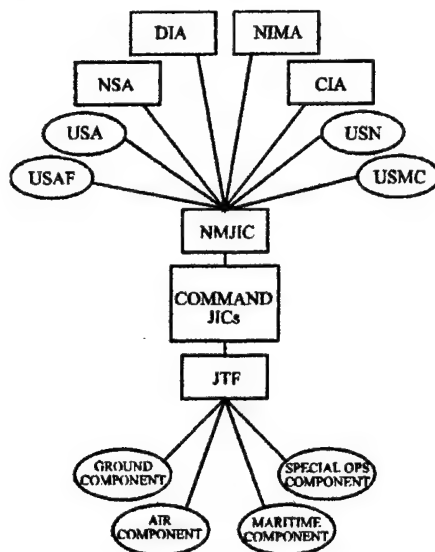 DIA
NIMA
NSA
CIA
USA
USN
USAF
USMC
NMJIC
COMMAND
JICs
JTF
GROUND
COMPONENT
SPECIAL OPS
COMPONENT
AIR
COMPONENT
MARITIME
COMPONENT